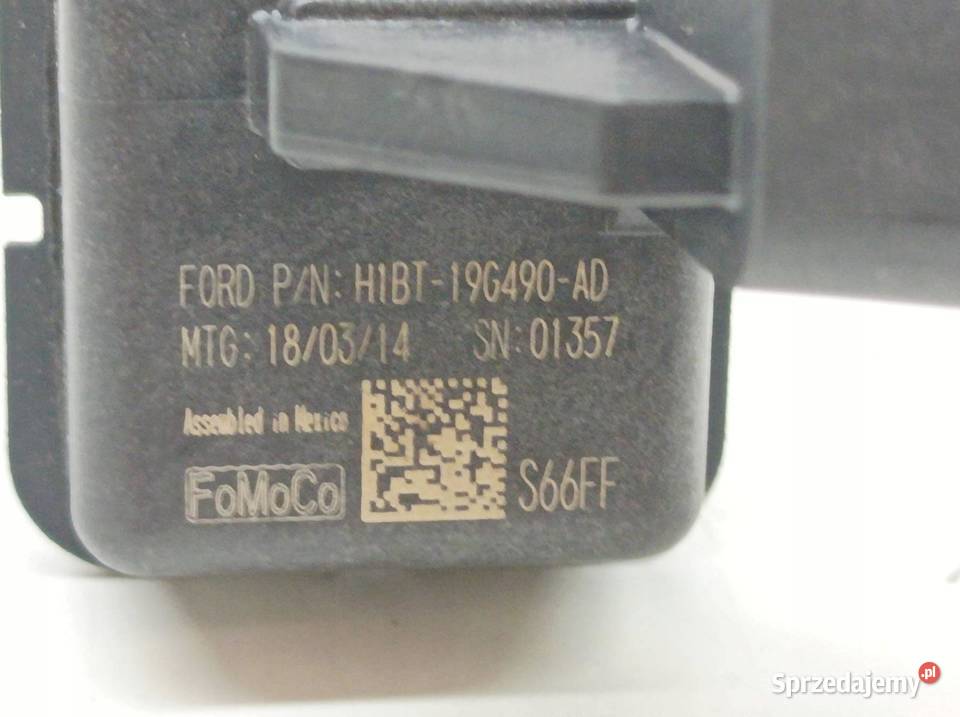 FORD P/N: H1BT-19G490-AD
MTG: 18/03/14 SN: 01357
Assembled in Mexico
FoMoCo
S66FF
Sprzedajemy.pl